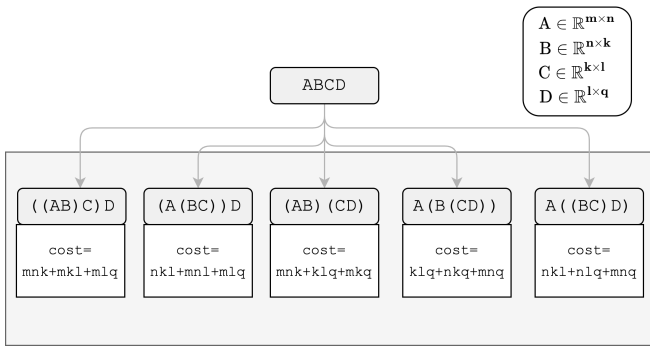 A ∈ ℝ^{m×n}
B ∈ ℝ^{n×k}
C ∈ ℝ^{k×l}
D ∈ ℝ^{l×q}
ABCD
((AB)C)D
cost=
mnk+mkl+mlq
(A(BC))D
cost=
nkl+mnl+mlq
(AB)(CD)
cost=
mnk+klq+mkq
A(B(CD))
cost=
klq+nkq+mnq
A((BC)D)
cost=
nkl+nlq+mnq